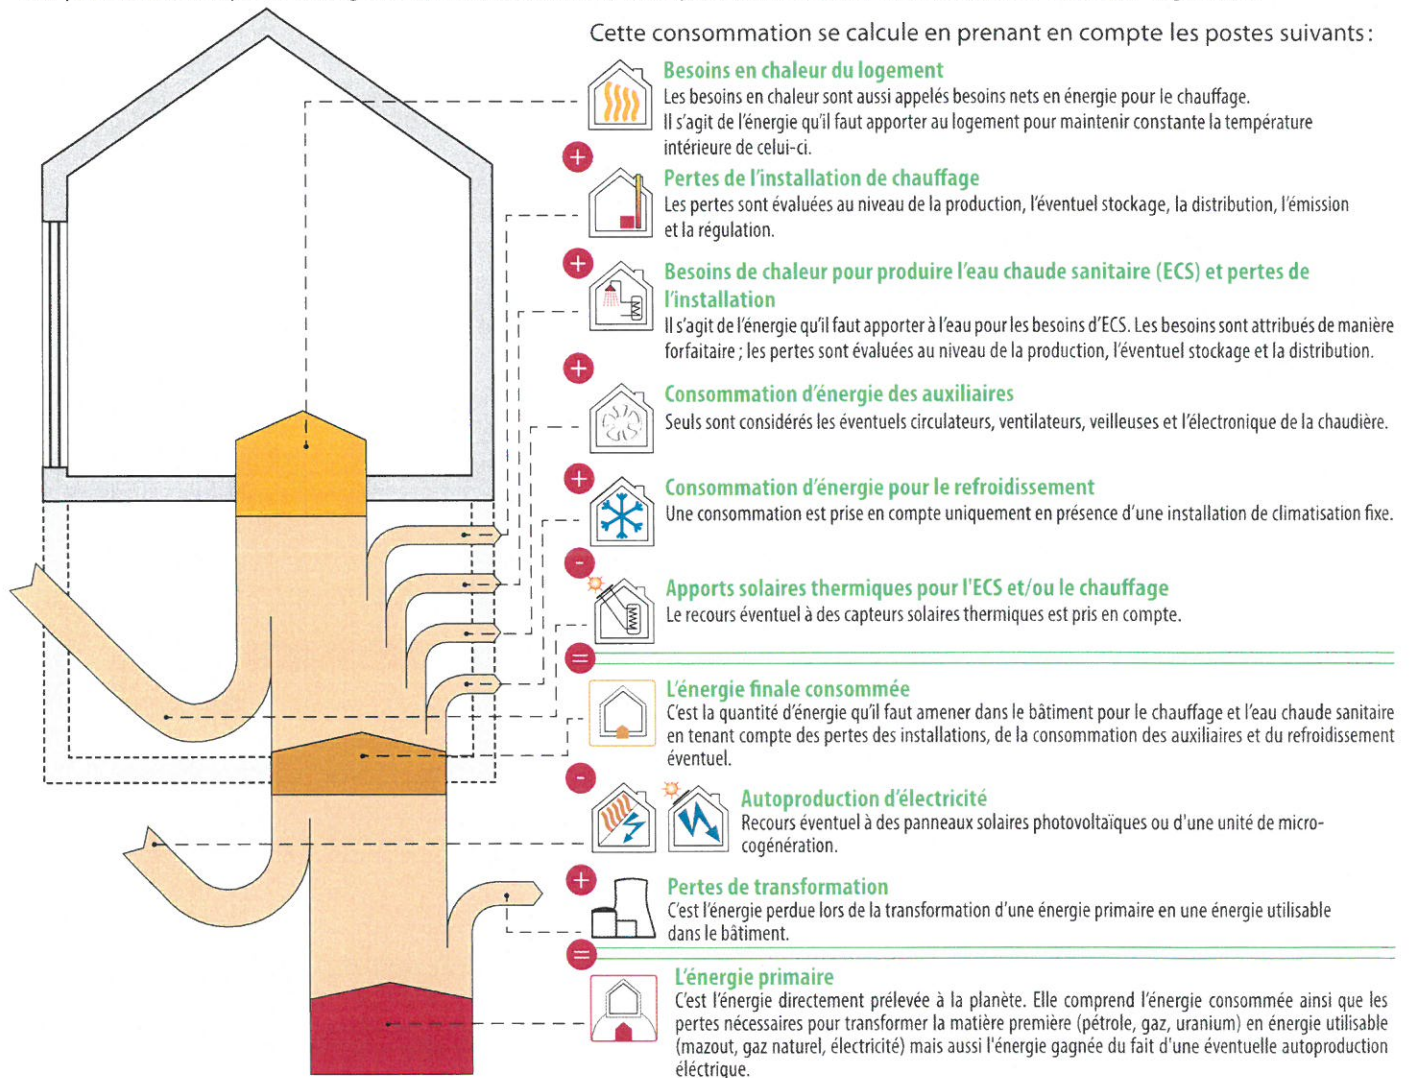 Cette consommation se calcule en prenant en compte les postes suivants :
Besoins en chaleur du logement
Les besoins en chaleur sont aussi appelés besoins nets en énergie pour le chauffage.
Il s'agit de l'énergie qu'il faut apporter au logement pour maintenir constante la température
intérieure de celui-ci.
+
Pertes de l'installation de chauffage
Les pertes sont évaluées au niveau de la production, l'éventuel stockage, la distribution, l'émission
et la régulation.
+
Besoins de chaleur pour produire l'eau chaude sanitaire (ECS) et pertes de
l'installation
Il s'agit de l'énergie qu'il faut apporter à l'eau pour les besoins d'ECS. Les besoins sont attribués de manière
forfaitaire ; les pertes sont évaluées au niveau de la production, l'éventuel stockage et la distribution.
+
Consommation d'énergie des auxiliaires
Seuls sont considérés les éventuels circulateurs, ventilateurs, veilleuses et l'électronique de la chaudière.
+
Consommation d'énergie pour le refroidissement
Une consommation est prise en compte uniquement en présence d'une installation de climatisation fixe.
-
Apports solaires thermiques pour l'ECS et/ou le chauffage
Le recours éventuel à des capteurs solaires thermiques est pris en compte.
=
L'énergie finale consommée
C'est la quantité d'énergie qu'il faut amener dans le bâtiment pour le chauffage et l'eau chaude sanitaire
en tenant compte des pertes des installations, de la consommation des auxiliaires et du refroidissement
éventuel.
-
Autoproduction d'électricité
Recours éventuel à des panneaux solaires photovoltaïques ou d'une unité de micro-
cogénération.
+
Pertes de transformation
C'est l'énergie perdue lors de la transformation d'une énergie primaire en une énergie utilisable
dans le bâtiment.
=
L'énergie primaire
C'est l'énergie directement prélevée à la planète. Elle comprend l'énergie consommée ainsi que les
pertes nécessaires pour transformer la matière première (pétrole, gaz, uranium) en énergie utilisable
(mazout, gaz naturel, électricité) mais aussi l'énergie gagnée du fait d'une éventuelle autoproduction
éléctrique.